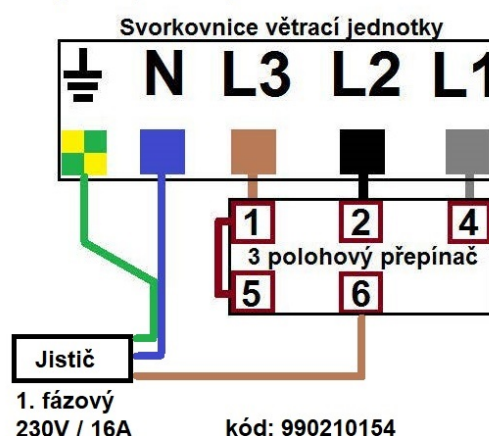 Svorkovnice větrací jednotky
N L3 L2 L1
1 2 4
3 polohový přepínač
5 6
Jistič
1. fázový
230V / 16A
kód: 990210154